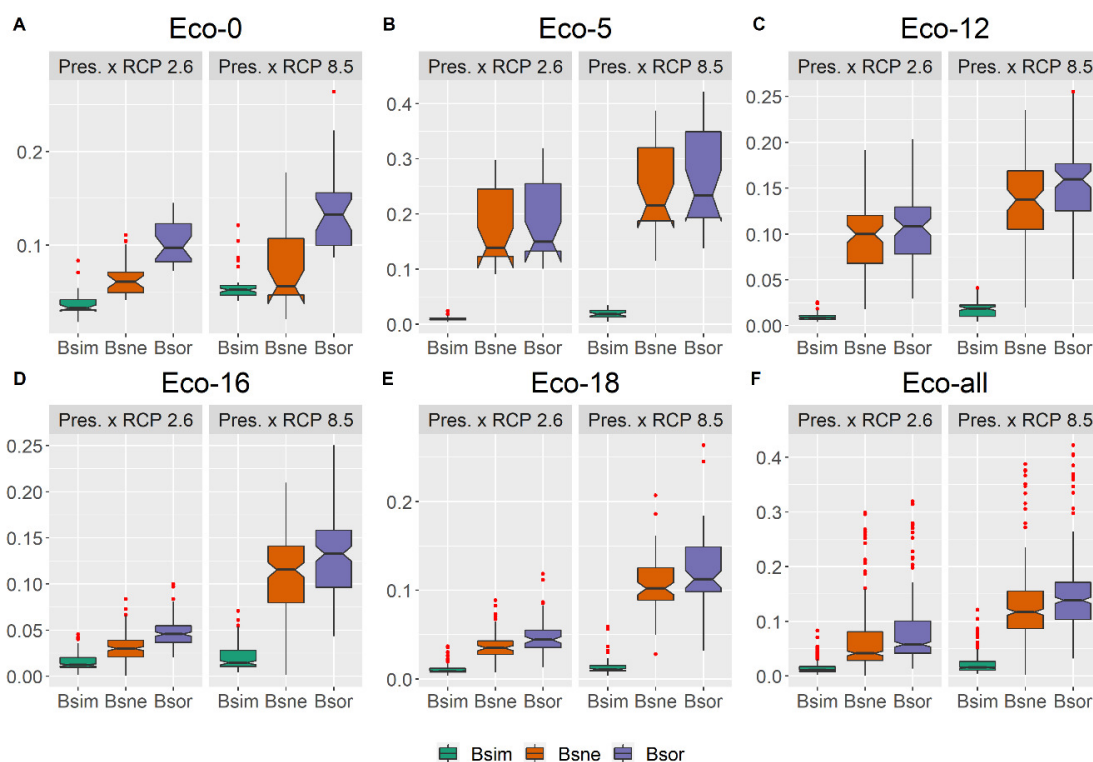 A Eco-0
Pres. x RCP 2.6 Pres. x RCP 8.5
0.2
0.1
Bsim Bsne Bsor Bsim Bsne Bsor
B Eco-5
Pres. x RCP 2.6 Pres. x RCP 8.5
0.4
0.3
0.2
0.1
0.0
Bsim Bsne Bsor Bsim Bsne Bsor
C Eco-12
Pres. x RCP 2.6 Pres. x RCP 8.5
0.25
0.20
0.15
0.10
0.05
0.00
Bsim Bsne Bsor Bsim Bsne Bsor
D Eco-16
Pres. x RCP 2.6 Pres. x RCP 8.5
0.25
0.20
0.15
0.10
0.05
0.00
Bsim Bsne Bsor Bsim Bsne Bsor
E Eco-18
Pres. x RCP 2.6 Pres. x RCP 8.5
0.2
0.1
0.0
Bsim Bsne Bsor Bsim Bsne Bsor
F Eco-all
Pres. x RCP 2.6 Pres. x RCP 8.5
0.4
0.3
0.2
0.1
0.0
Bsim Bsne Bsor Bsim Bsne Bsor
Bsim Bsne Bsor